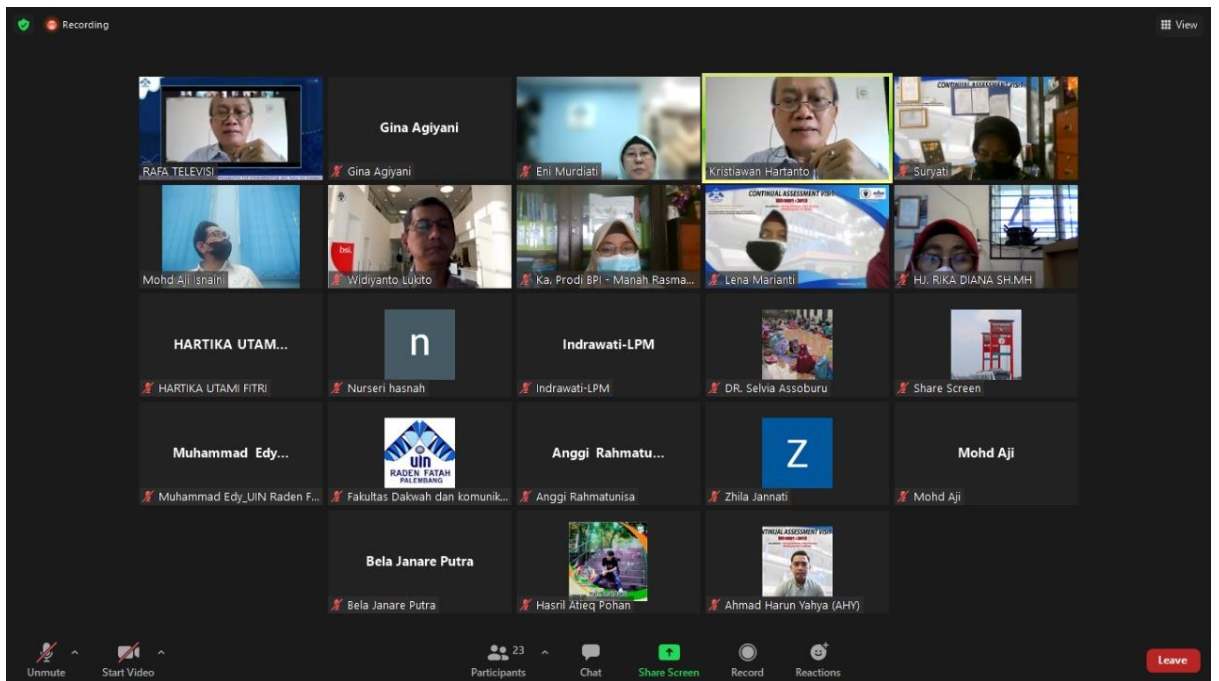 Recording
View
RAFA TELEVISI
Gina Agiyani
Gina Agiyani
Eni Murdiati
Kristiawan Hartanto
CONTINUAL ASSESSMENT VISIT
Suryati
Mohd Aji Isnaini
bsi.
Widiyanto Lukito
Ka. Prodi BPI - Manah Rasma...
CONTINUAL ASSESSMENT VISIT
ISO 9001 : 2015
Lena Marianti
HJ. RIKA DIANA SH.MH
HARTIKA UTAM...
HARTIKA UTAMI FITRI
n
Nurseri hasnah
Indrawati-LPM
Indrawati-LPM
DR. Selvia Assoburu
Share Screen
Muhammad Edy...
Muhammad Edy_UIN Raden F...
UIN
RADEN FATAH
PALEMBANG
Fakultas Dakwah dan komunik...
Anggi Rahmatu...
Anggi Rahmatunisa
Z
Zhila Jannati
Mohd Aji
Mohd Aji
Bela Janare Putra
Bela Janare Putra
Hasril Atieq Pohan
NTINUAL ASSESSMENT VISIT
Ahmad Harun Yahya (AHY)
Unmute
Start Video
23
Participants
Chat
Share Screen
Record
Reactions
Leave